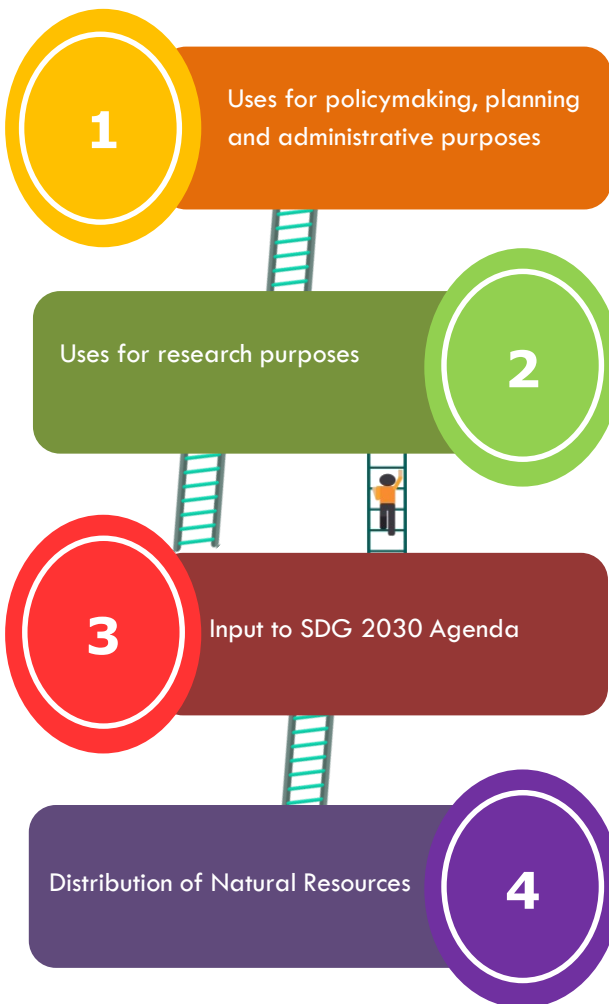 1
Uses for policymaking, planning
and administrative purposes
Uses for research purposes
2
3
Input to SDG 2030 Agenda
Distribution of Natural Resources
4